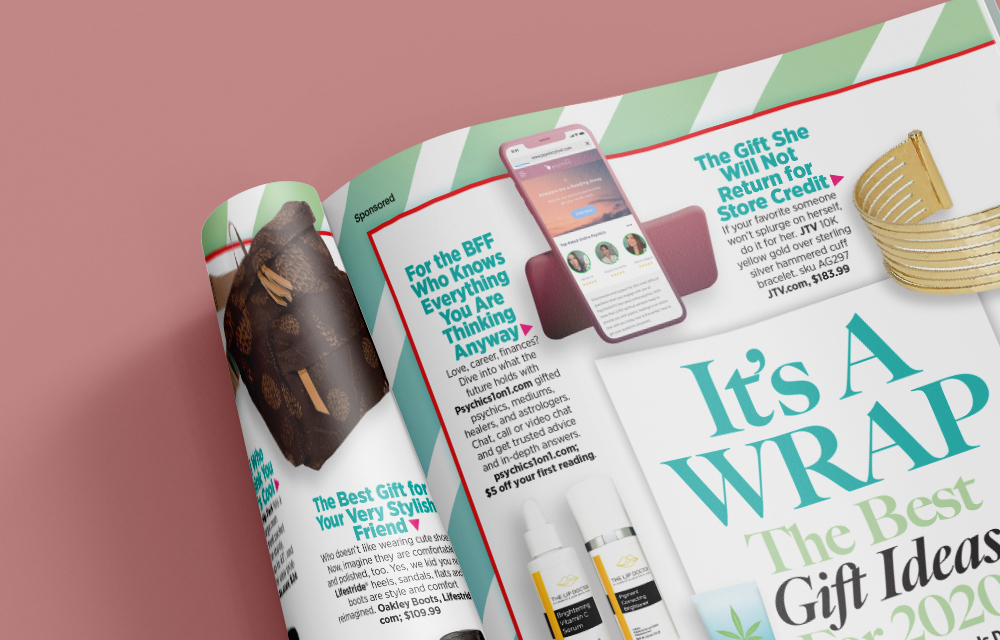 Sponsored
For the BFF
Who Knows
Everything
You Are
Thinking
Anyway
Love, career, finances?
Dive into what the
future holds with
Psychics1on1.com gifted
psychics, mediums,
healers, and astrologers.
Chat, call or video chat
and get trusted advice
and in-depth answers.
psychics1on1.com;
$5 off your first reading.
The Gift She
Will Not
Return for
Store Credit
If your favorite someone
won't splurge on herself,
do it for her. JTV 10K
yellow gold over sterling
silver hammered cuff
bracelet. sku AG297
JTV.com, $183.99
It's A
WRAP
The Best
Gift Ideas
For 2020
THE LIP DOCTOR
Brightening
Vitamin C
Serum
THE LIP DOCTOR
Pigment
Correcting
Brightener
Who
You
Cool
The Best Gift for
Your Very Stylish
Friend
Who doesn't like wearing cute shoes
Now, imagine they are comfortable
and polished, too. Yes, we kid you no
Lifestride® heels, sandals, flats and
boots are style and comfort
reimagined. Oakley Boots, Lifestrid
com; $109.99